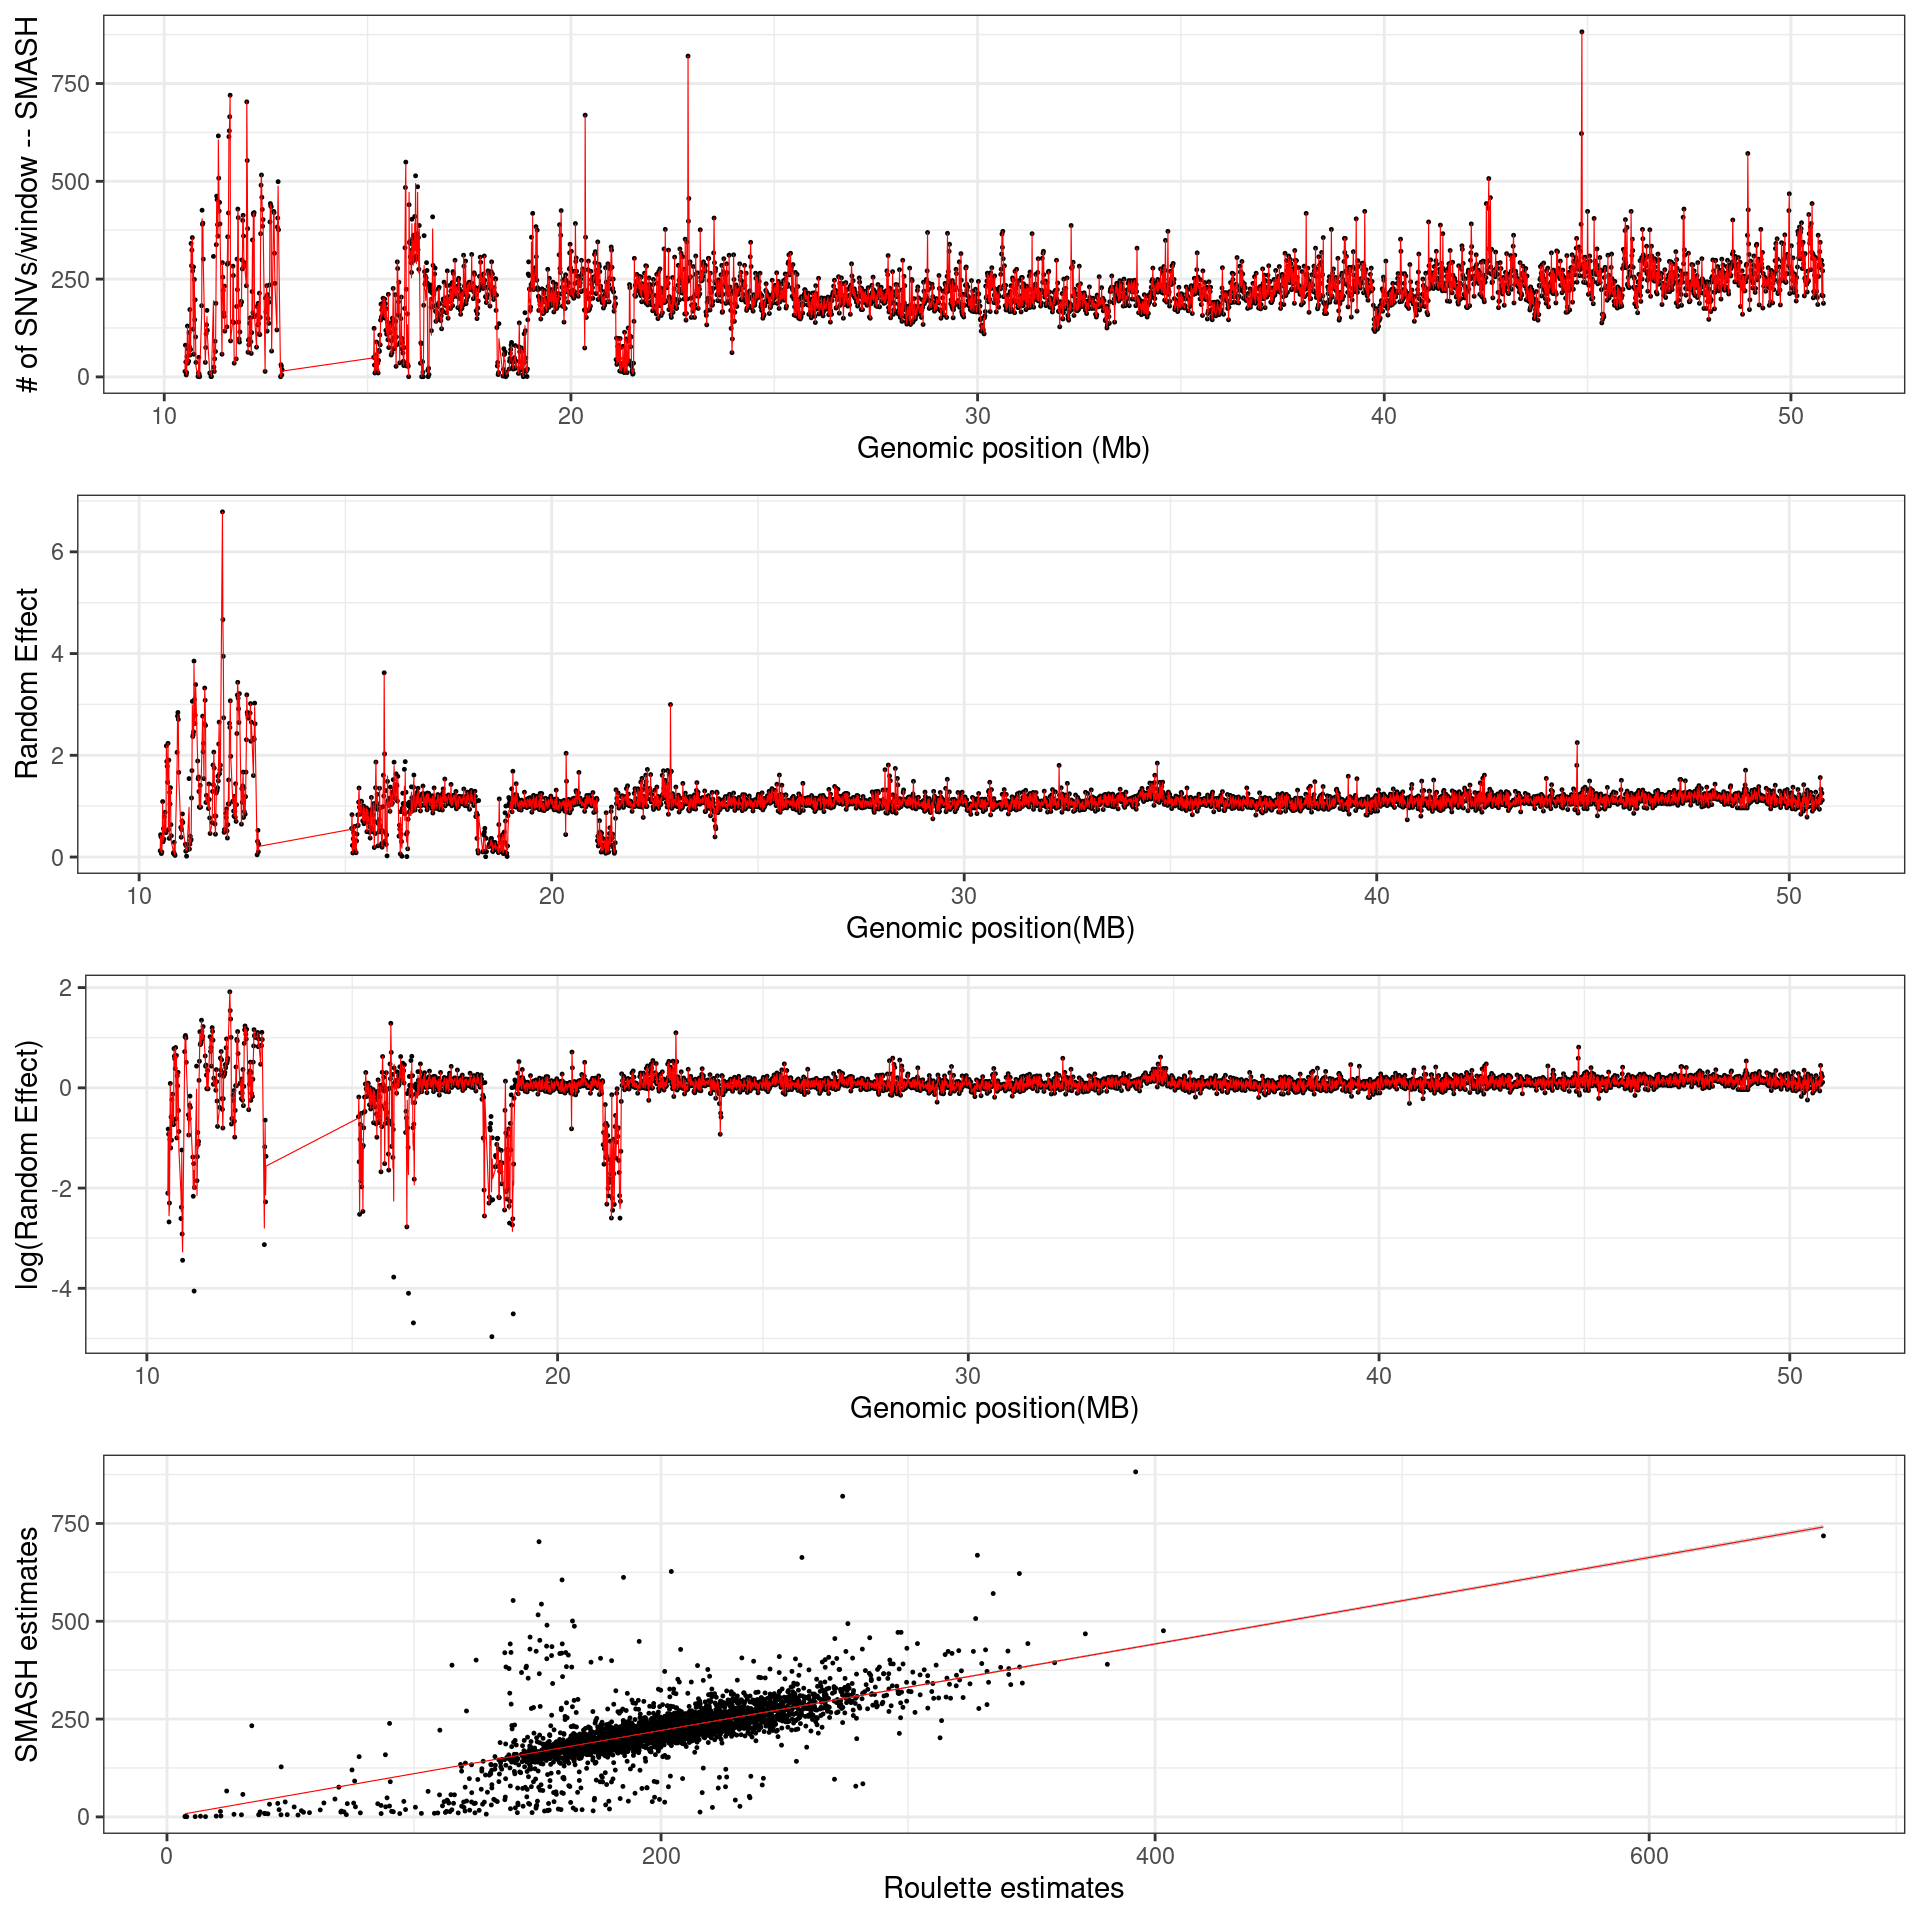 # of SNVs/window -- SMASH
750
500
250
0
10 20 30 40 50
Genomic position (Mb)
Random Effect
6
4
2
0
10 20 30 40 50
Genomic position(MB)
log(Random Effect)
2
0
-2
-4
10 20 30 40 50
Genomic position(MB)
SMASH estimates
750
500
250
0
0 200 400 600
Roulette estimates